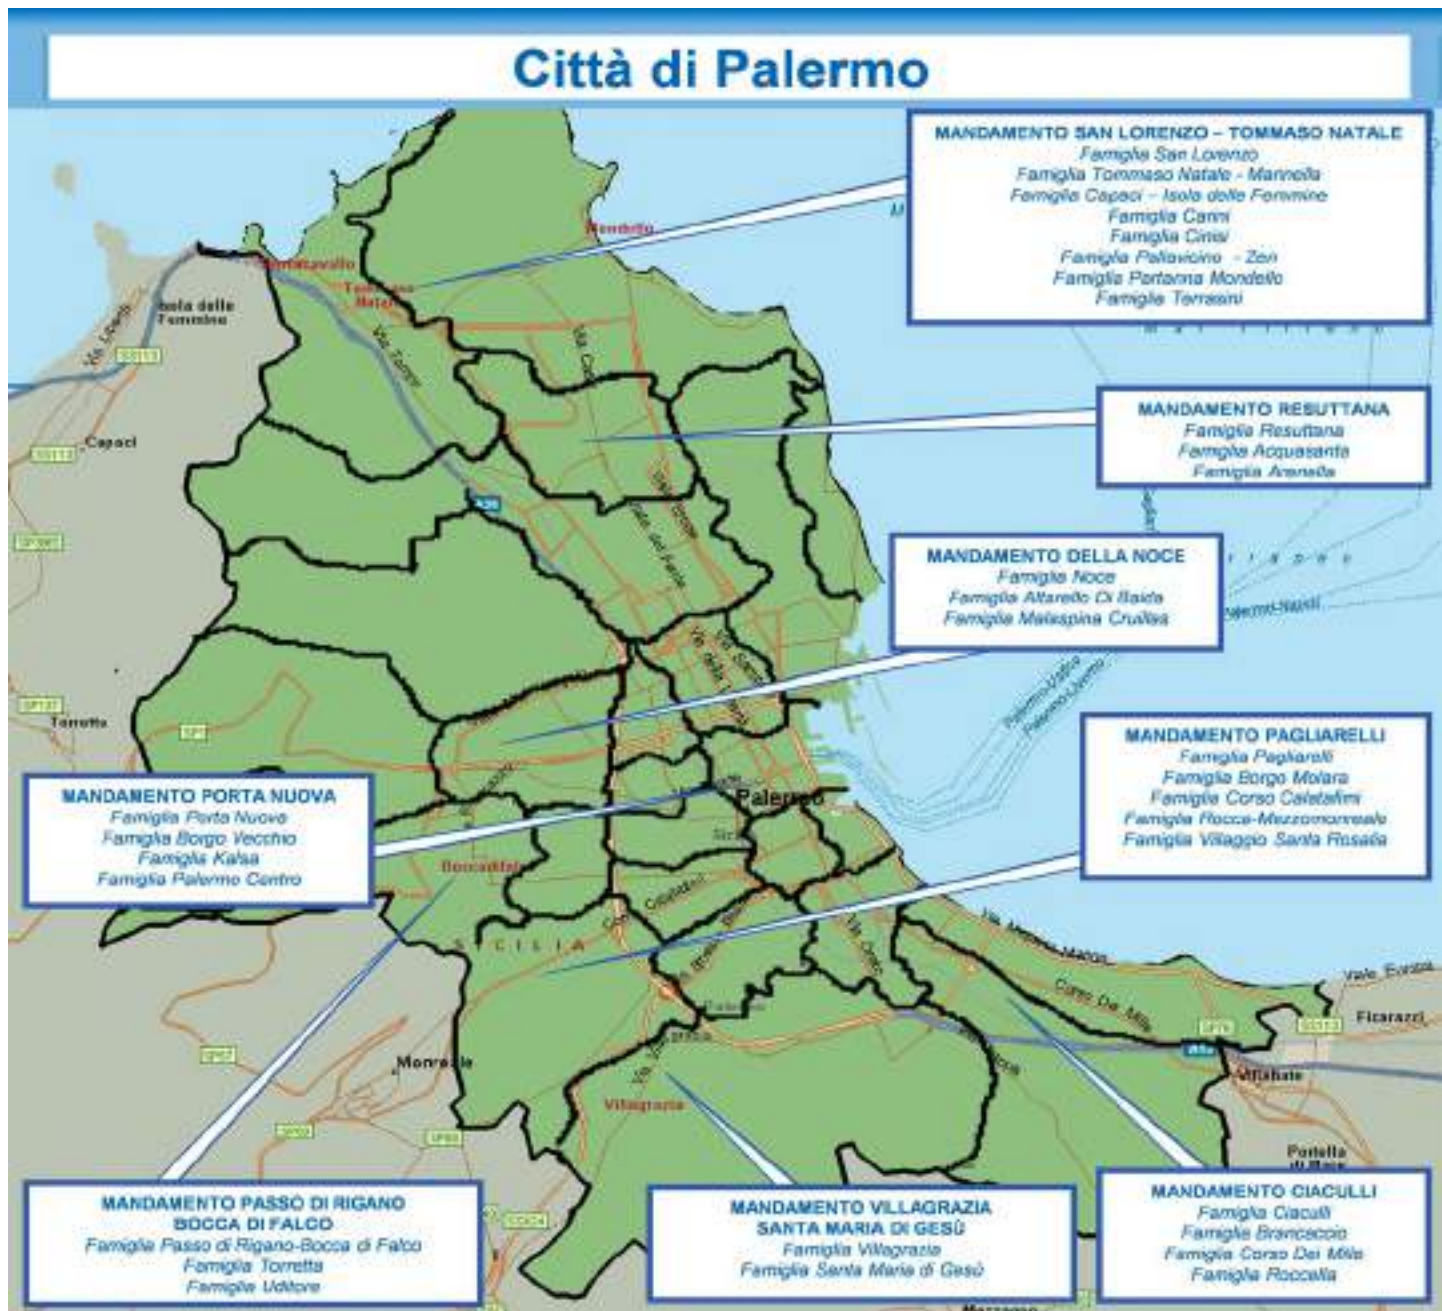 Città di Palermo
MANDAMENTO SAN LORENZO – TOMMASO NATALE
Famiglia San Lorenzo
Famiglia Tommaso Natale - Marinella
Famiglia Capaci – Isola delle Femmine
Famiglia Carini
Famiglia Cinisi
Famiglia Pallavicino - Zen
Famiglia Partanna Mondello
Famiglia Terrasini
MANDAMENTO RESUTTANA
Famiglia Resuttana
Famiglia Acquasanta
Famiglia Arenella
MANDAMENTO DELLA NOCE
Famiglia Noce
Famiglia Altarello Di Baida
Famiglia Malaspina Cruillas
MANDAMENTO PAGLIARELLI
Famiglia Pagliarelli
Famiglia Borgo Molara
Famiglia Corso Calatafimi
Famiglia Rocca-Mezzomonreale
Famiglia Villaggio Santa Rosalia
MANDAMENTO PORTA NUOVA
Famiglia Porta Nuova
Famiglia Borgo Vecchio
Famiglia Kalsa
Famiglia Palermo Centro
MANDAMENTO PASSO DI RIGANO
BOCCA DI FALCO
Famiglia Passo di Rigano-Bocca di Falco
Famiglia Torretta
Famiglia Uditore
MANDAMENTO VILLAGRAZIA
SANTA MARIA DI GESÙ
Famiglia Villagrazia
Famiglia Santa Maria di Gesù
MANDAMENTO CIACULLI
Famiglia Ciaculli
Famiglia Brancaccio
Famiglia Corso Dei Mille
Famiglia Roccella
Mondello
Isola delle
Femmine
Capaci
Torretta
Palermo
SICILIA
Monreale
Villagrazia
Corso Dei Mille
Viale Europa
Ficarazzi
Villabate
Portella
Palermo-Ustica
Palermo-Napoli